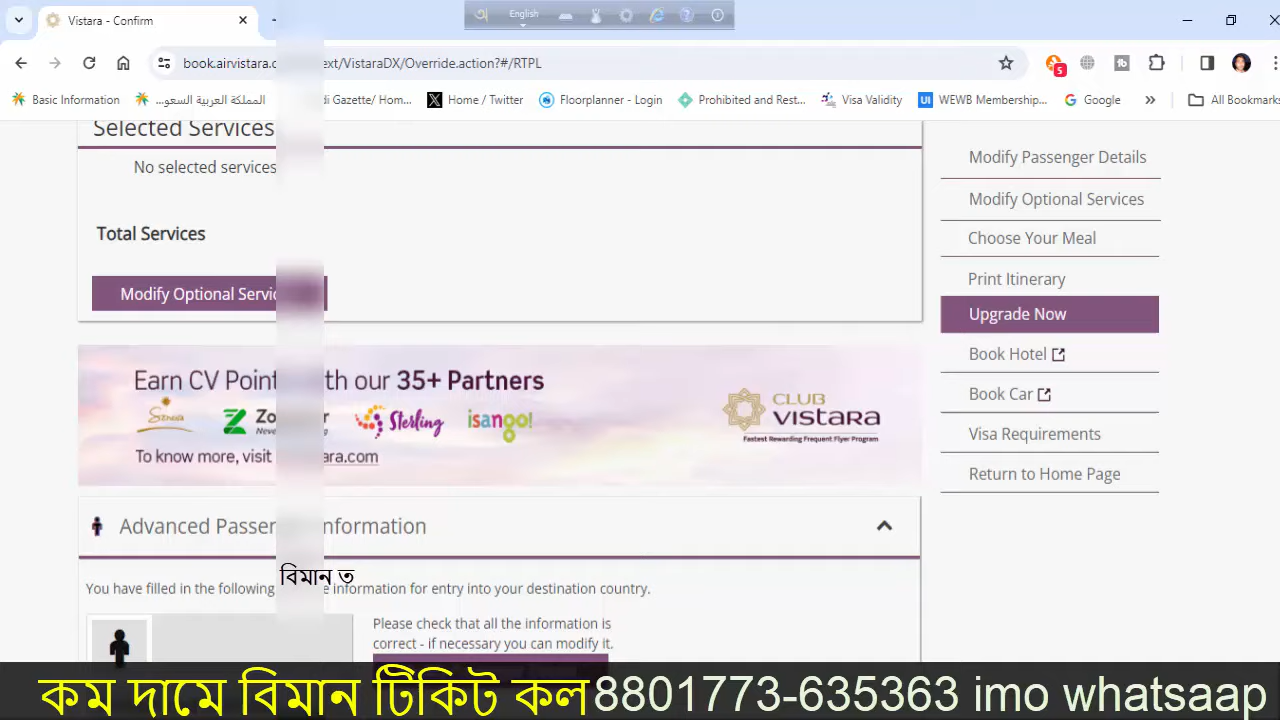 Vistara - Confirm
English
book.airvistara.c
ext/VistaraDX/Override.action?#/RTPL
5
Basic Information
المملكة العربية السعو...
di Gazette/ Hom...
Home / Twitter
Floorplanner - Login
Prohibited and Rest...
Visa Validity
WEWB Membership...
Google
All Bookmarks
Selected Services
No selected services
Total Services
Modify Optional Servic
Earn CV Point
th our 35+ Partners
Sterling
isango!
To know more, visit
ara.com
CLUB
VISTARA
Fastest Rewarding Frequent Flyer Program
Advanced Passen
nformation
You have filled in the following
information for entry into your destination country.
বিমান ত
Please check that all the information is
correct - if necessary you can modify it.
Modify Passenger Details
Modify Optional Services
Choose Your Meal
Print Itinerary
Upgrade Now
Book Hotel
Book Car
Visa Requirements
Return to Home Page
কম দামে বিমান টিকিট কল 8801773-635363 imo whatsaap